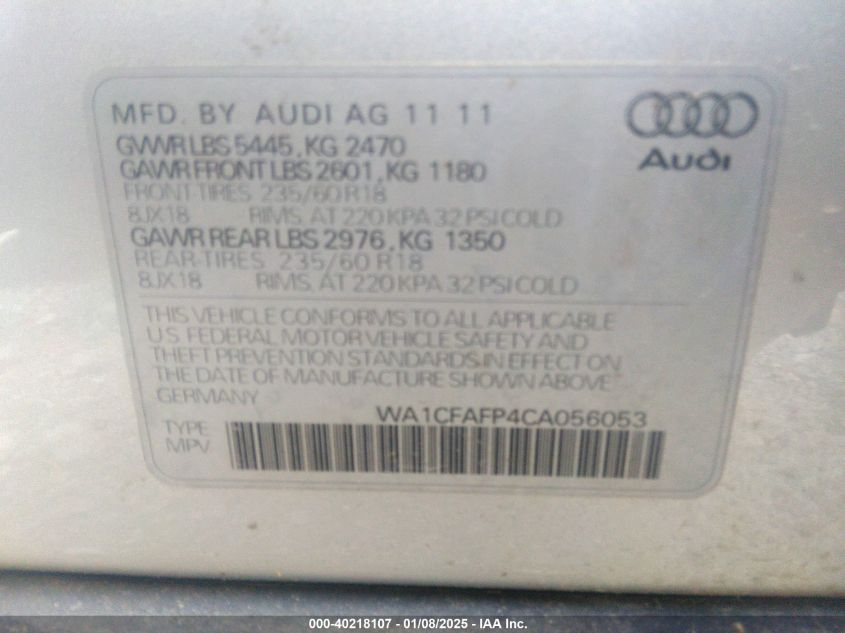 MFD. BY AUDI AG 11 11
Audi
GVWR LBS 5445, KG 2470
GAWR FRONT LBS 2601, KG 1180
FRONT TIRES 235/60 R18
8JX18 RIMS, AT 220 KPA 32 PSI COLD
GAWR REAR LBS 2976, KG 1350
REAR-TIRES 235/60 R18
8JX18 RIMS, AT 220 KPA 32 PSI COLD
THIS VEHICLE CONFORMS TO ALL APPLICABLE
U.S. FEDERAL MOTOR VEHICLE SAFETY AND
THEFT PREVENTION STANDARDS IN EFFECT ON
THE DATE OF MANUFACTURE SHOWN ABOVE
GERMANY
WA1CFAFP4CA056053
TYPE
MPV
000-40218107 - 01/08/2025 - IAA Inc.